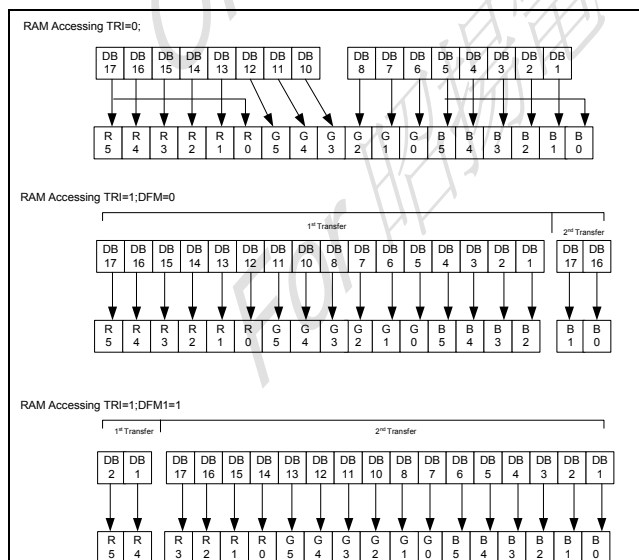 RAM Accessing TRI=0;
DB 17 DB 16 DB 15 DB 14 DB 13 DB 12 DB 11 DB 10 DB 8 DB 7 DB 6 DB 5 DB 4 DB 3 DB 2 DB 1
R 5 R 4 R 3 R 2 R 1 R 0 G 5 G 4 G 3 G 2 G 1 G 0 B 5 B 4 B 3 B 2 B 1 B 0
RAM Accessing TRI=1;DFM=0
1st Transfer 2nd Transfer
DB 17 DB 16 DB 15 DB 14 DB 13 DB 12 DB 11 DB 10 DB 8 DB 7 DB 6 DB 5 DB 4 DB 3 DB 2 DB 1 DB 17 DB 16
R 5 R 4 R 3 R 2 R 1 R 0 G 5 G 4 G 3 G 2 G 1 G 0 B 5 B 4 B 3 B 2 B 1 B 0
RAM Accessing TRI=1;DFM1=1
1st Transfer 2nd Transfer
DB 2 DB 1 DB 17 DB 16 DB 15 DB 14 DB 13 DB 12 DB 11 DB 10 DB 8 DB 7 DB 6 DB 5 DB 4 DB 3 DB 2 DB 1
R 5 R 4 R 3 R 2 R 1 R 0 G 5 G 4 G 3 G 2 G 1 G 0 B 5 B 4 B 3 B 2 B 1 B 0
For